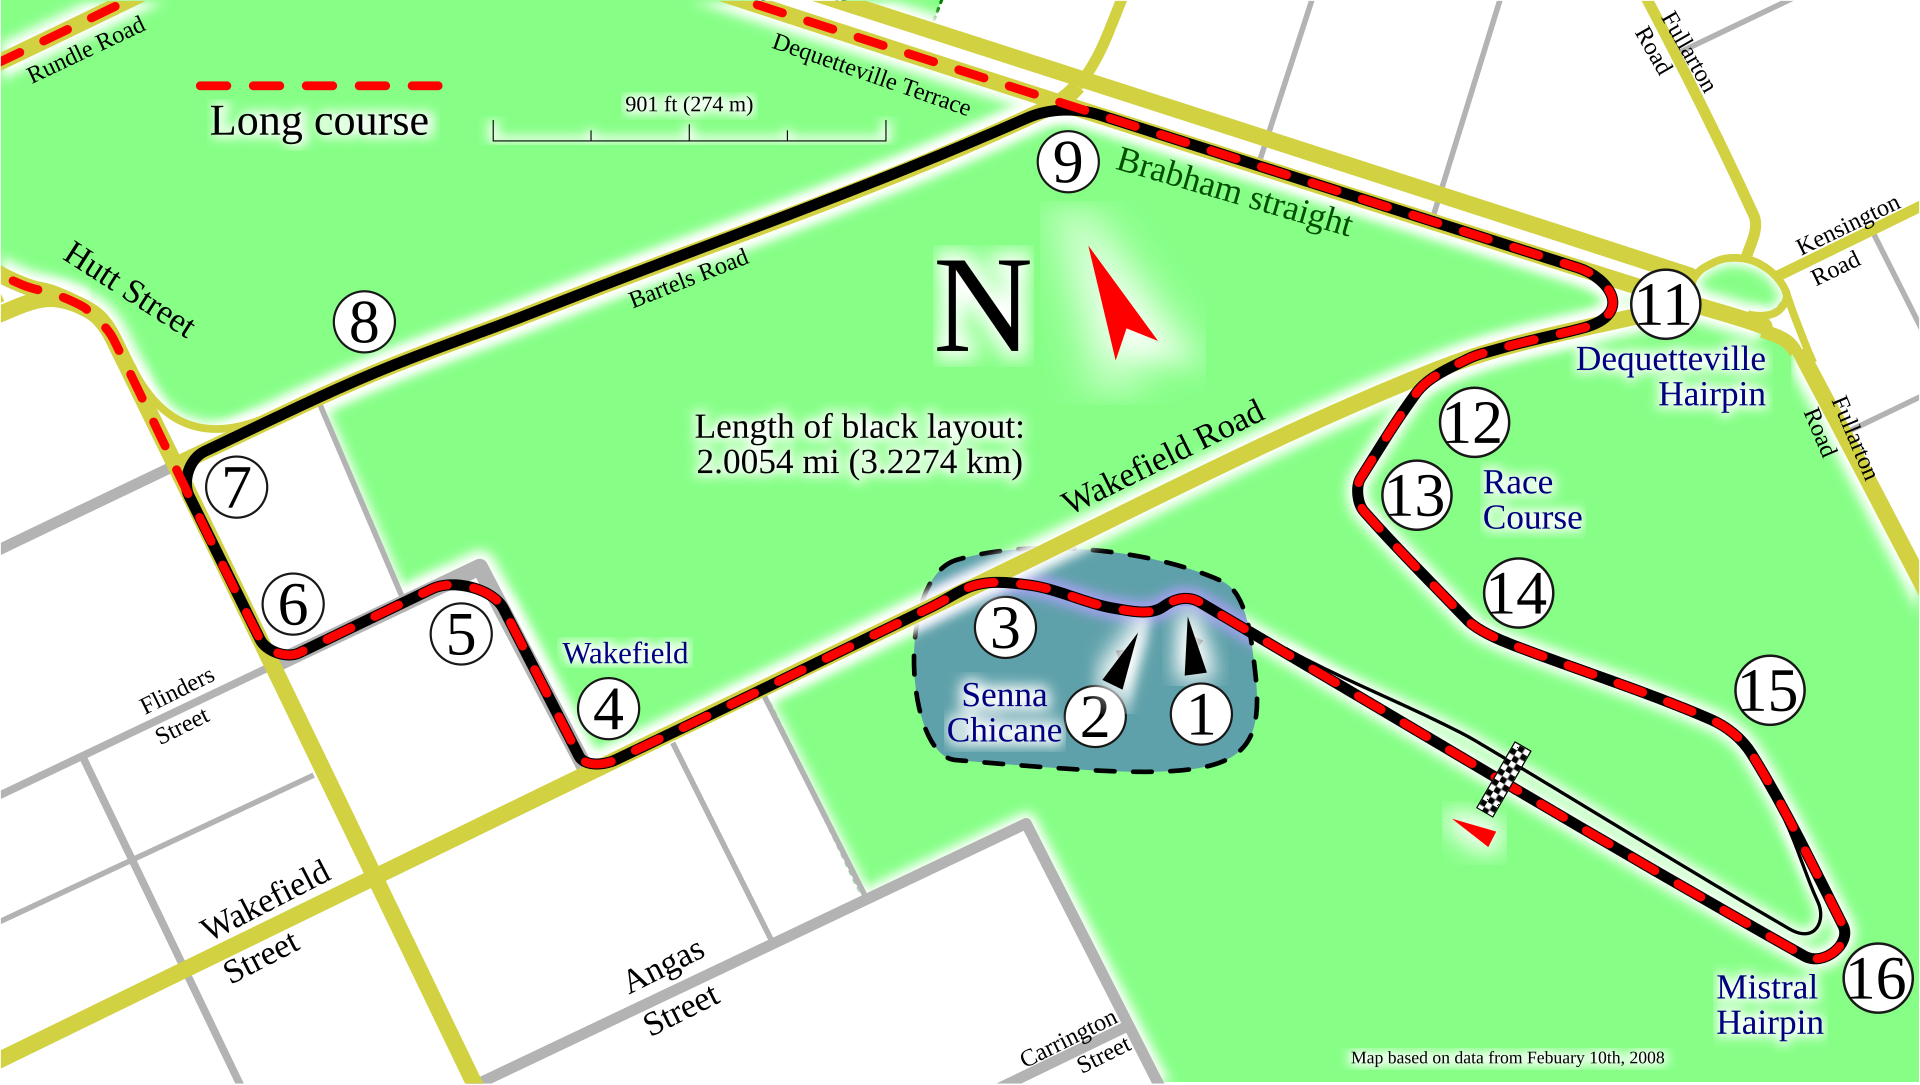 Rundle Road
Long course
901 ft (274 m)
Dequetteville Terrace
Fullarton
Road
9
Brabham straight
Kensington
Road
Hutt Street
8
Bartels Road
N
11
Dequetteville
Hairpin
Length of black layout:
2.0054 mi (3.2274 km)
Wakefield Road
12
Fullarton
Road
7
13
Race
Course
6
5
14
3
Wakefield
4
Flinders
Street
Senna
Chicane
2
1
15
Wakefield
Street
Angas
Street
16
Mistral
Hairpin
Carrington
Street
Map based on data from Febuary 10th, 2008